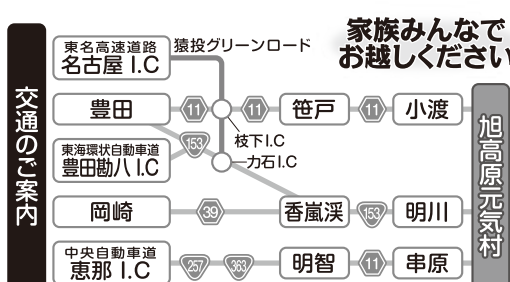 家族みんなで
お越しください
交通のご案内
東名高速道路
名古屋 I.C
猿投グリーンロード
豊田
11
11
笹戸
11
小渡
枝下I.C
東海環状自動車道
豊田勘八 I.C
153
力石I.C
岡崎
39
香嵐渓
153
明川
中央自動車道
恵那 I.C
257
363
明智
11
串原
旭高原元気村